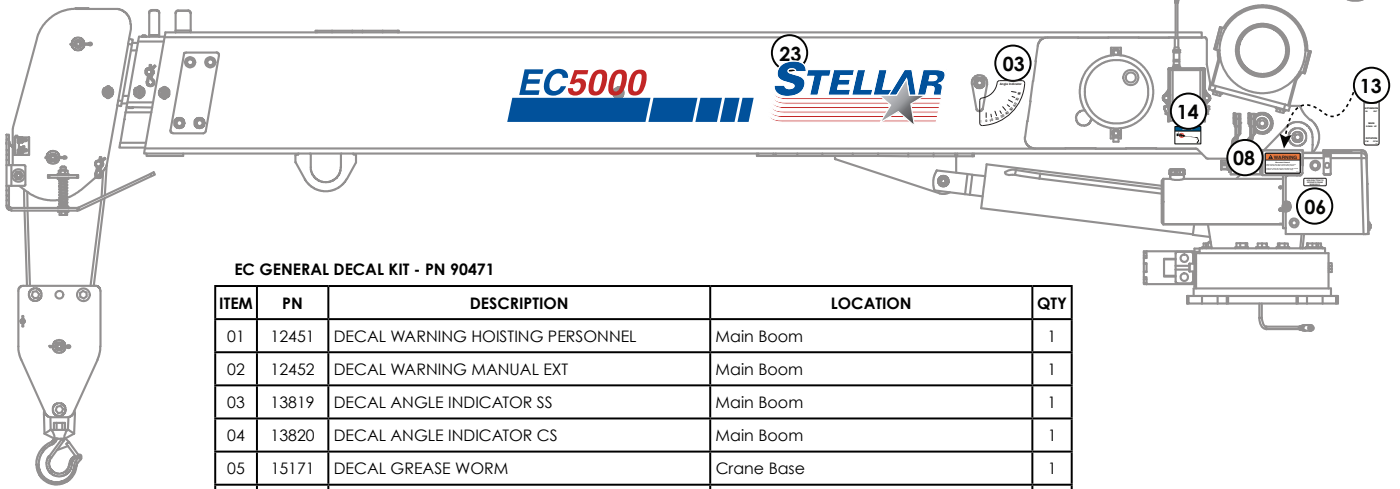 23
03
13
EC5000
STELLAR
14
08
WARNING
06
EC GENERAL DECAL KIT - PN 90471
ITEM PN DESCRIPTION LOCATION QTY
01 12451 DECAL WARNING HOISTING PERSONNEL Main Boom 1
02 12452 DECAL WARNING MANUAL EXT Main Boom 1
03 13819 DECAL ANGLE INDICATOR SS Main Boom 1
04 13820 DECAL ANGLE INDICATOR CS Main Boom 1
05 15171 DECAL GREASE WORM Crane Base 1